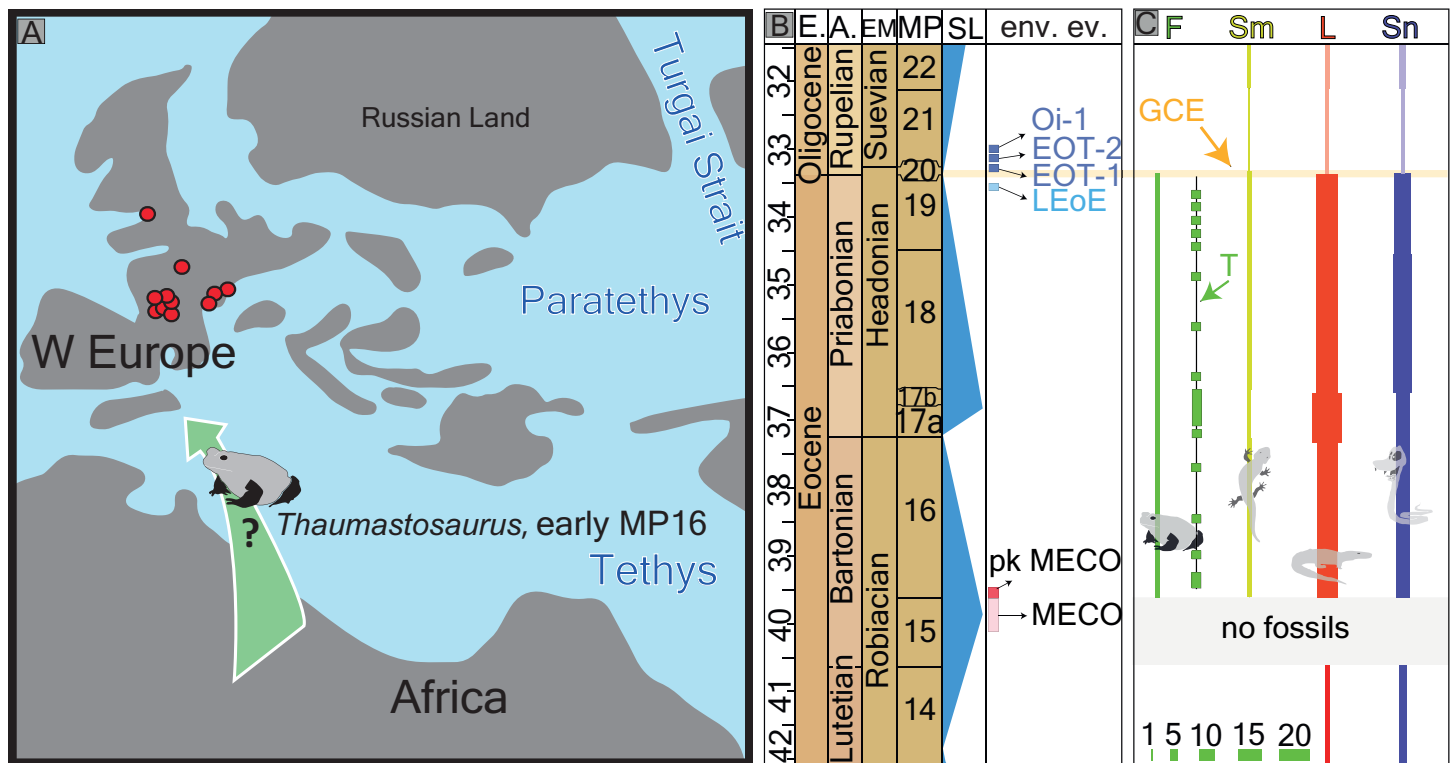 A
Russian Land
Turgai Strait
Paratethys
W Europe
?
Thaumastosaurus, early MP16
Tethys
Africa
B E. A. EM MP SL env. ev.
32
33
34
35
36
37
38
39
40
41
42
Oligocene
Eocene
Rupelian
Priabonian
Bartonian
Lutetian
Suevian
Headonian
Robiacian
22
21
20
19
18
17b
17a
16
15
14
Oi-1
EOT-2
EOT-1
LEoE
pk MECO
MECO
C F Sm L Sn
GCE
T
no fossils
1 5 10 15 20